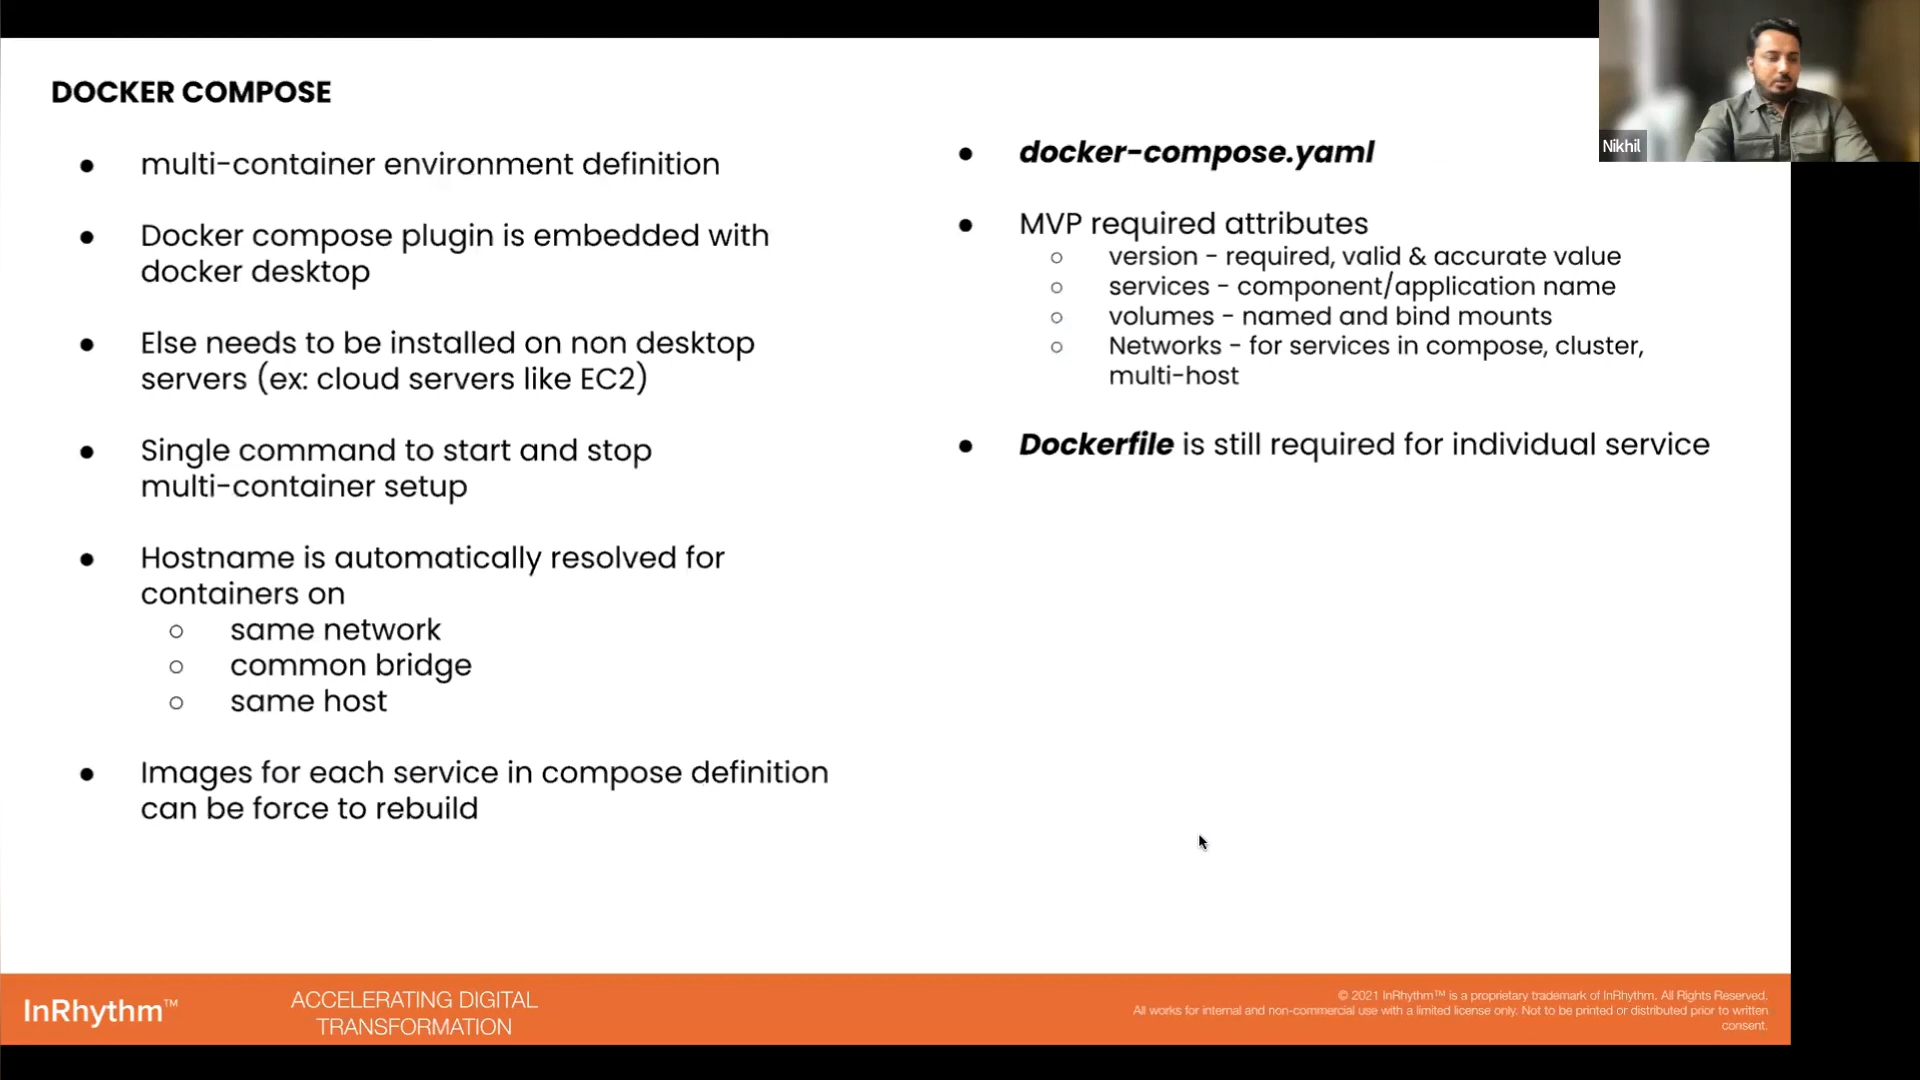 DOCKER COMPOSE
multi-container environment definition
Docker compose plugin is embedded with
docker desktop
Else needs to be installed on non desktop
servers (ex: cloud servers like EC2)
Single command to start and stop
multi-container setup
Hostname is automatically resolved for
containers on
same network
common bridge
same host
Images for each service in compose definition
can be force to rebuild
docker-compose.yaml
MVP required attributes
version - required, valid & accurate value
services - component/application name
volumes - named and bind mounts
Networks - for services in compose, cluster,
multi-host
Dockerfile is still required for individual service
Nikhil
InRhythm™
ACCELERATING DIGITAL
TRANSFORMATION
© 2021 InRhythm™ is a proprietary trademark of InRhythm. All Rights Reserved.
All works for internal and non-commercial use with a limited license only. Not to be printed or distributed prior to written
consent.